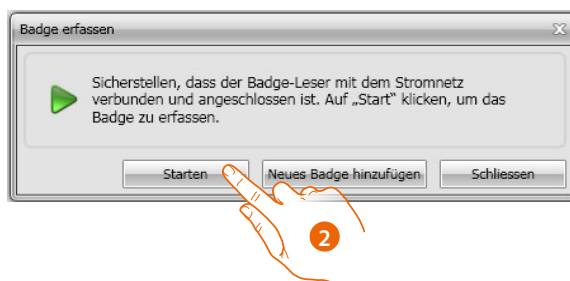 Badge erfassen
Sicherstellen, dass der Badge-Leser mit dem Stromnetz
verbunden und angeschlossen ist. Auf „Start“ klicken, um das
Badge zu erfassen.
Starten Neues Badge hinzufügen Schliessen
2